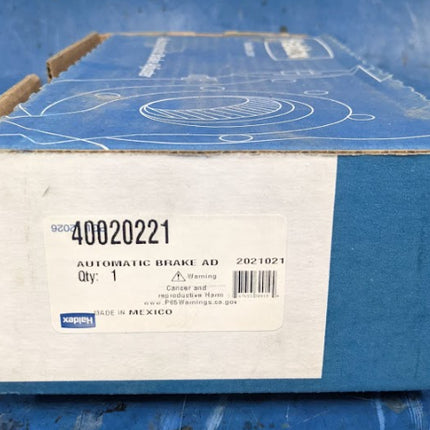 Haldex
40020221
AUTOMATIC BRAKE AD 2021021
Qty: 1 Warning
Cancer and
reproductive Harm
www.P65Warnings.ca.gov
Haldex MADE IN MEXICO